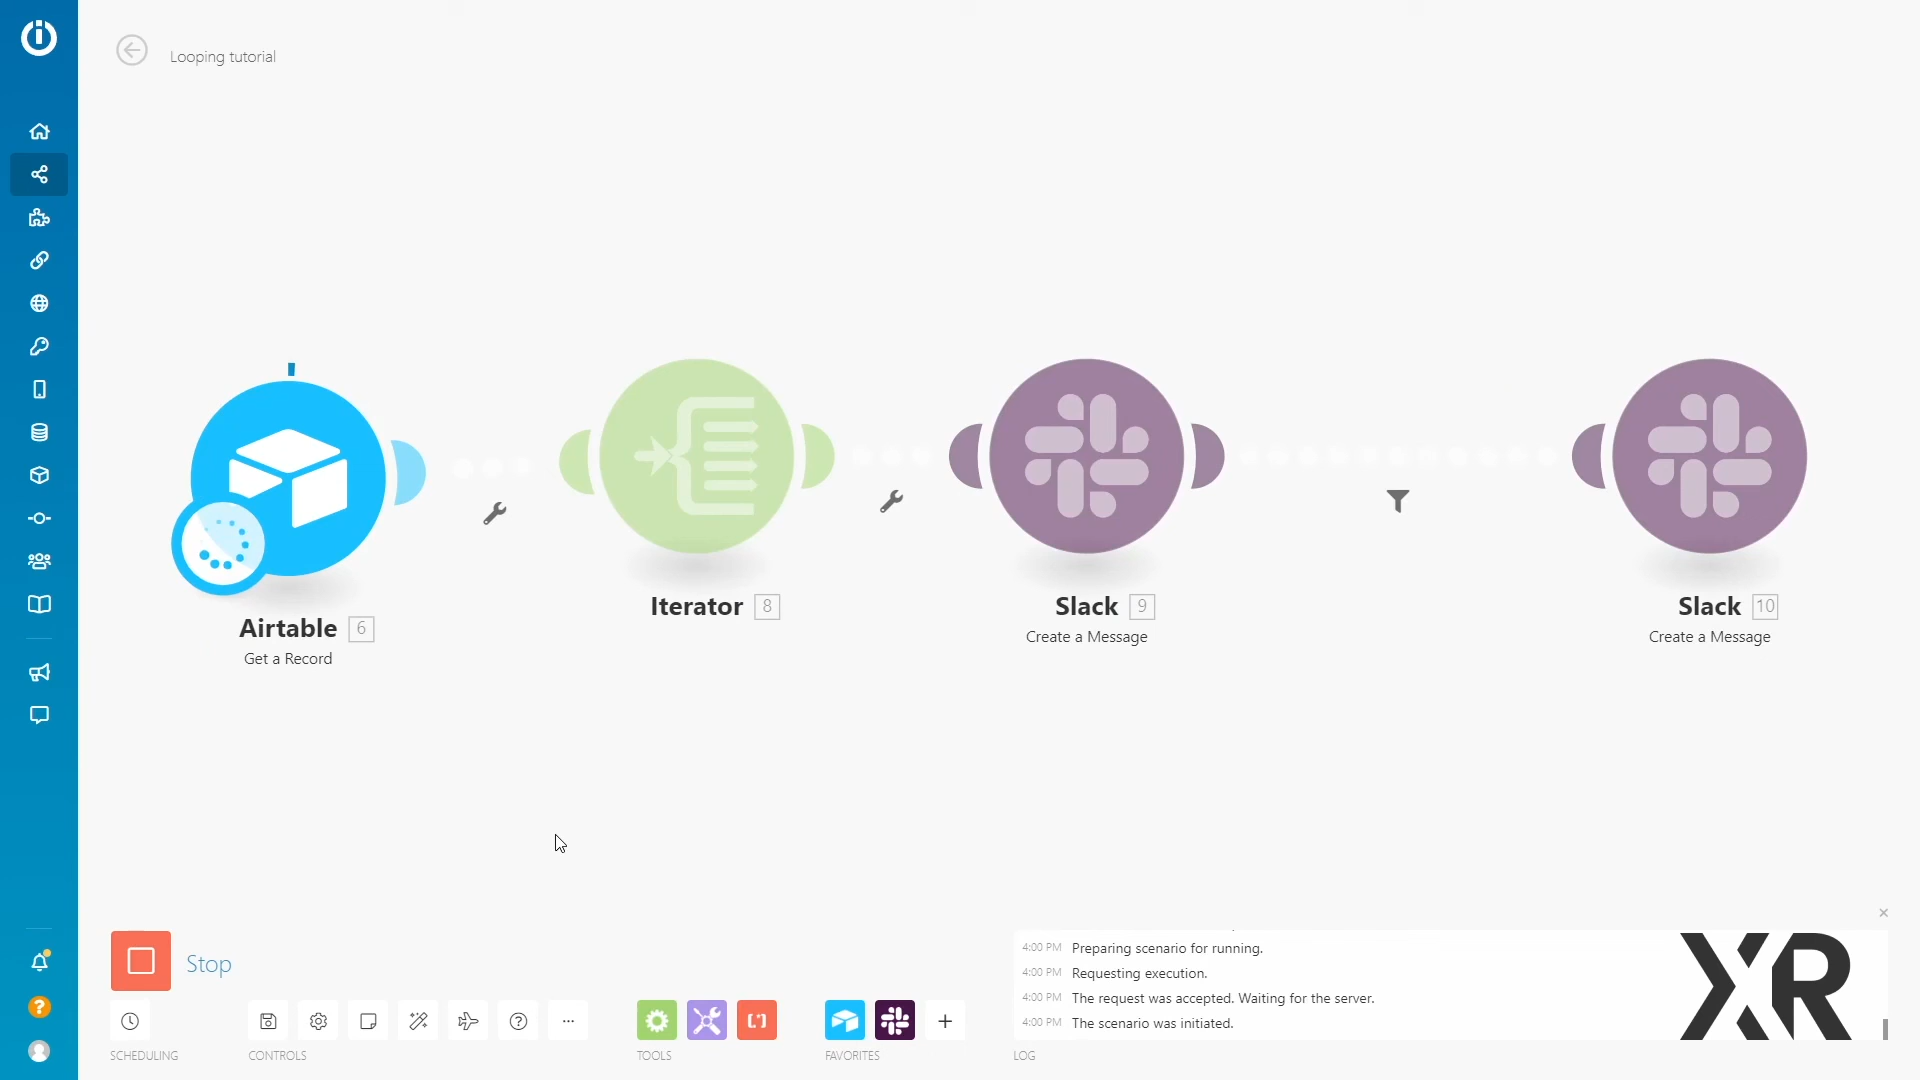 Looping tutorial
Airtable 6
Get a Record
Iterator 8
Slack 9
Create a Message
Slack 10
Create a Message
Stop
4:00 PM Preparing scenario for running.
4:00 PM Requesting execution.
4:00 PM The request was accepted. Waiting for the server.
4:00 PM The scenario was initiated.
XR
SCHEDULING
CONTROLS
TOOLS
FAVORITES
LOG